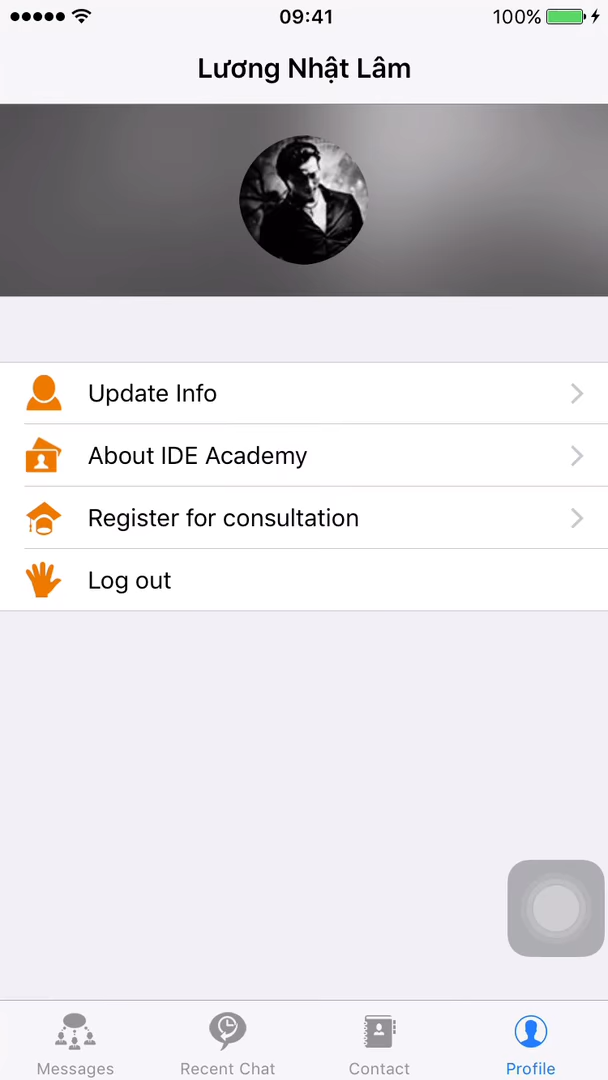 09:41
100%
Lương Nhật Lâm
Update Info
About IDE Academy
Register for consultation
Log out
Messages
Recent Chat
Contact
Profile